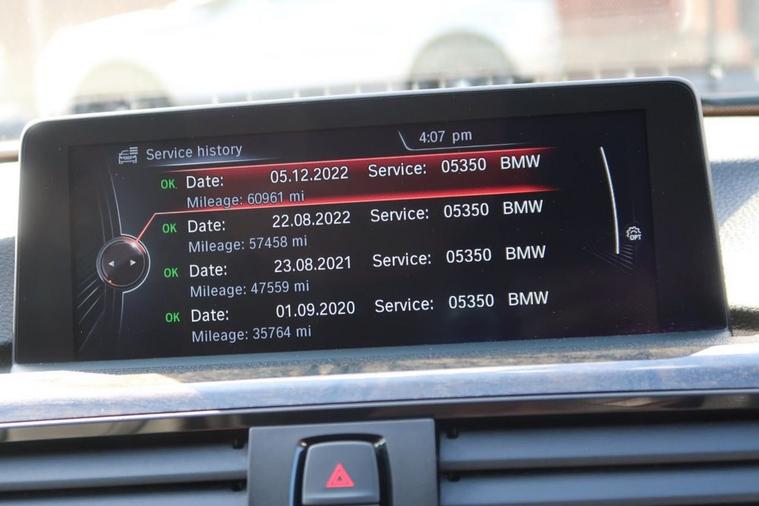 4:07 pm
Service history
OK Date: 05.12.2022 Service: 05350 BMW
Mileage: 60961 mi
OK Date: 22.08.2022 Service: 05350 BMW
Mileage: 57458 mi
OK Date: 23.08.2021 Service: 05350 BMW
Mileage: 47559 mi
OK Date: 01.09.2020 Service: 05350 BMW
Mileage: 35764 mi
OPT